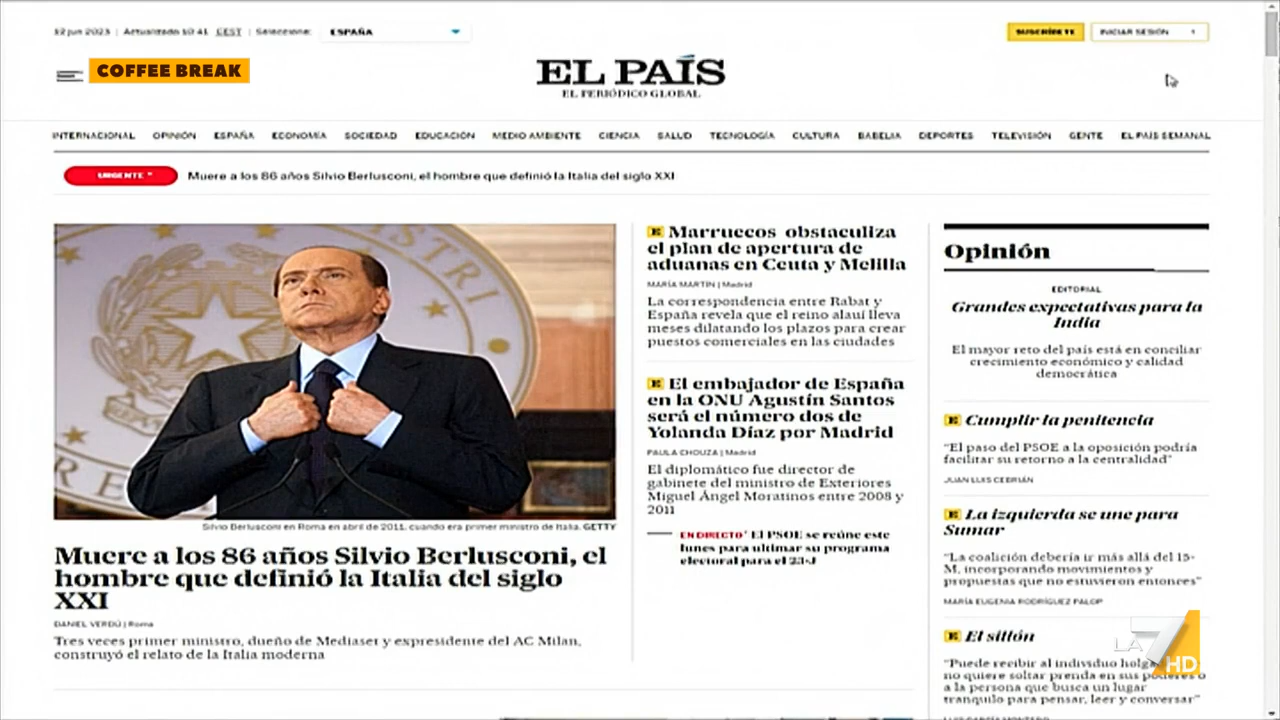 12 jun 2023 | Actualizado 10:41 CEST | Seleccione: ESPAÑA
SUSCRÍBETE
INICIAR SESIÓN
COFFEE BREAK
EL PAÍS
EL PERIÓDICO GLOBAL
INTERNACIONAL OPINIÓN ESPAÑA ECONOMÍA SOCIEDAD EDUCACIÓN MEDIO AMBIENTE CIENCIA SALUD TECNOLOGÍA CULTURA BABELIA DEPORTES TELEVISIÓN GENTE EL PAÍS SEMANAL
URGENTE
Muere a los 86 años Silvio Berlusconi, el hombre que definió la Italia del siglo XXI
Silvio Berlusconi en Roma en abril de 2011, cuando era primer ministro de Italia. GETTY
Muere a los 86 años Silvio Berlusconi, el
hombre que definió la Italia del siglo
XXI
DANIEL VERDÚ | Roma
Tres veces primer ministro, dueño de Mediaset y expresidente del AC Milan,
construyó el relato de la Italia moderna
E Marruecos obstaculiza
el plan de apertura de
aduanas en Ceuta y Melilla
MARÍA MARTÍN | Madrid
La correspondencia entre Rabat y
España revela que el reino alauí lleva
meses dilatando los plazos para crear
puestos comerciales en las ciudades
E El embajador de España
en la ONU Agustín Santos
será el número dos de
Yolanda Díaz por Madrid
PAULA CHOUZA | Madrid
El diplomático fue director de
gabinete del ministro de Exteriores
Miguel Ángel Moratinos entre 2008 y
2011
EN DIRECTO El PSOE se reúne este
lunes para ultimar su programa
electoral para el 23-J
Opinión
EDITORIAL
Grandes expectativas para la
India
El mayor reto del país está en conciliar
crecimiento económico y calidad
democrática
E Cumplir la penitencia
“El paso del PSOE a la oposición podría
facilitar su retorno a la centralidad”
JUAN LUIS CEBRIÁN
E La izquierda se une para
Sumar
“La coalición debería ir más allá del 15-
M, incorporando movimientos y
propuestas que no estuvieron entonces”
MARÍA EUGENIA RODRÍGUEZ PALOP
E El sillón
“Puede recibir al individuo
no quiere soltar prenda en sus poderes o
a la persona que busca un lugar
tranquilo para pensar, leer y conversar”
LUIS GARCÍA MONTERO
LA 7 HD